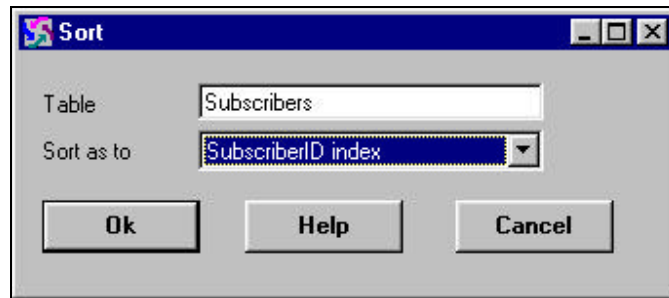 Sort
Table Subscribers
Sort as to SubscriberID index
Ok Help Cancel